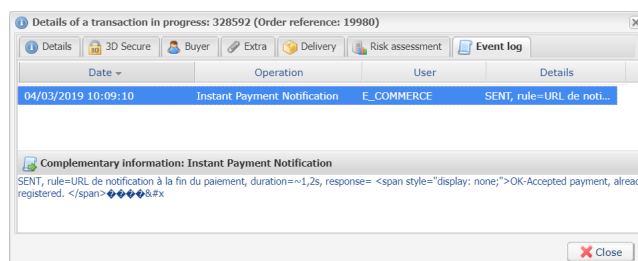 Details of a transaction in progress: 328592 (Order reference: 19980)
Details 3D Secure Buyer Extra Delivery Risk assessment Event log
Date Operation User Details
04/03/2019 10:09:10 Instant Payment Notification E_COMMERCE SENT, rule=URL de noti...
Complementary information: Instant Payment Notification
SENT, rule=URL de notification à la fin du paiement, duration=~1,2s, response= <span style="display: none;">OK-Accepted payment, alread
registered. </span>����&#x
Close